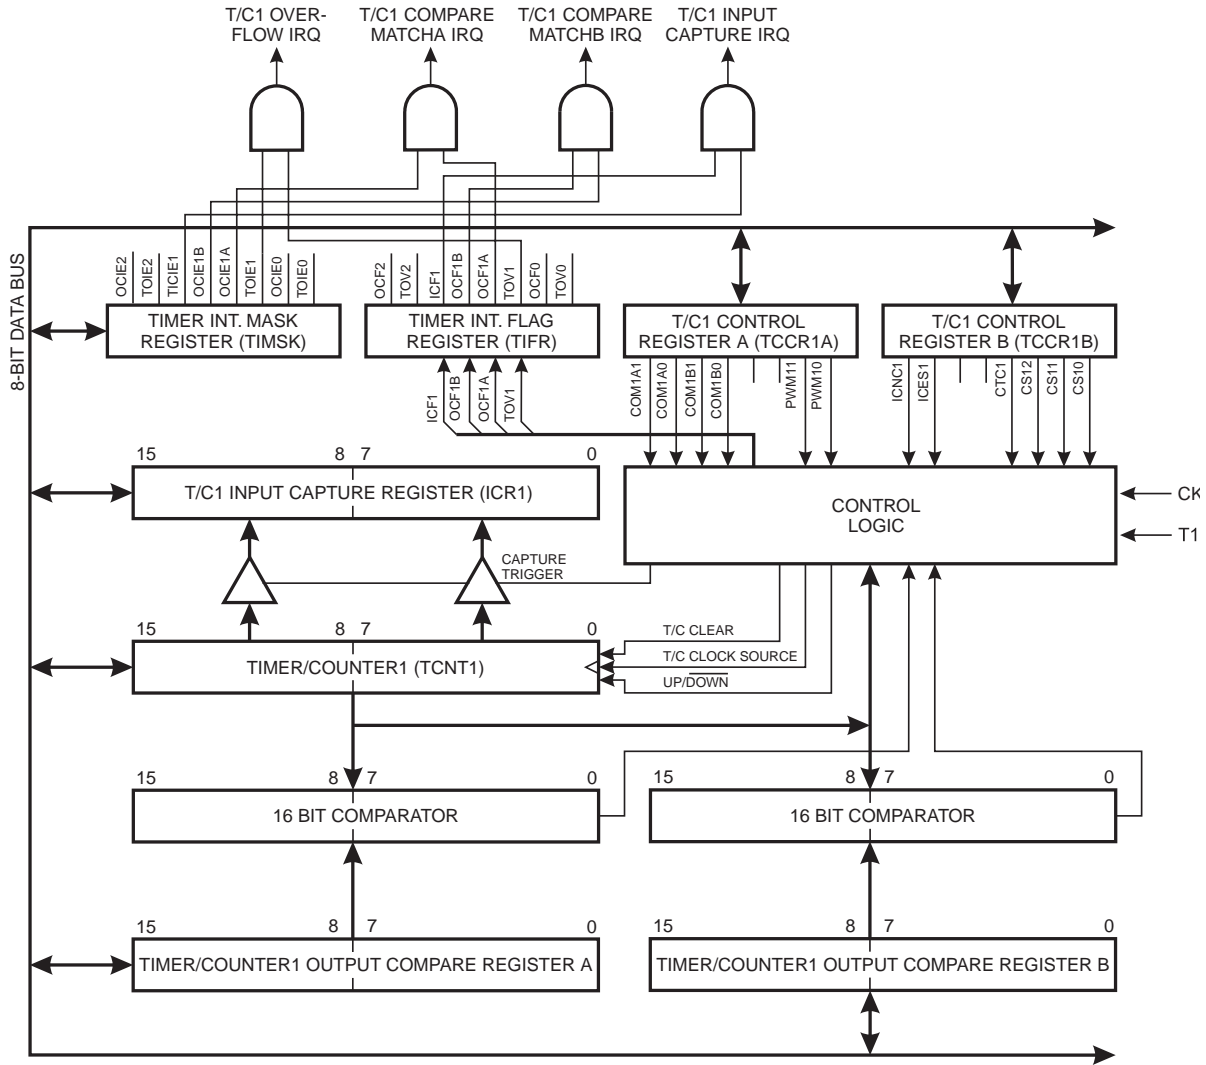 T/C1 OVER-
FLOW IRQ
T/C1 COMPARE
MATCHA IRQ
T/C1 COMPARE
MATCHB IRQ
T/C1 INPUT
CAPTURE IRQ
8-BIT DATA BUS
OCIE2
TOIE2
TICIE1
OCIE1B
OCIE1A
TOIE1
OCIE0
TOIE0
OCF2
TOV2
ICF1
OCF1B
OCF1A
TOV1
OCF0
TOV0
TIMER INT. MASK
REGISTER (TIMSK)
TIMER INT. FLAG
REGISTER (TIFR)
T/C1 CONTROL
REGISTER A (TCCR1A)
T/C1 CONTROL
REGISTER B (TCCR1B)
ICF1
OCF1B
OCF1A
TOV1
COM1A1
COM1A0
COM1B1
COM1B0
PWM11
PWM10
ICNC1
ICES1
CTC1
CS12
CS11
CS10
15 8 7 0
T/C1 INPUT CAPTURE REGISTER (ICR1)
CONTROL
LOGIC
CK
T1
CAPTURE
TRIGGER
15 8 7 0
TIMER/COUNTER1 (TCNT1)
T/C CLEAR
T/C CLOCK SOURCE
UP/DOWN
15 8 7 0
16 BIT COMPARATOR
15 8 7 0
16 BIT COMPARATOR
15 8 7 0
TIMER/COUNTER1 OUTPUT COMPARE REGISTER A
15 8 7 0
TIMER/COUNTER1 OUTPUT COMPARE REGISTER B